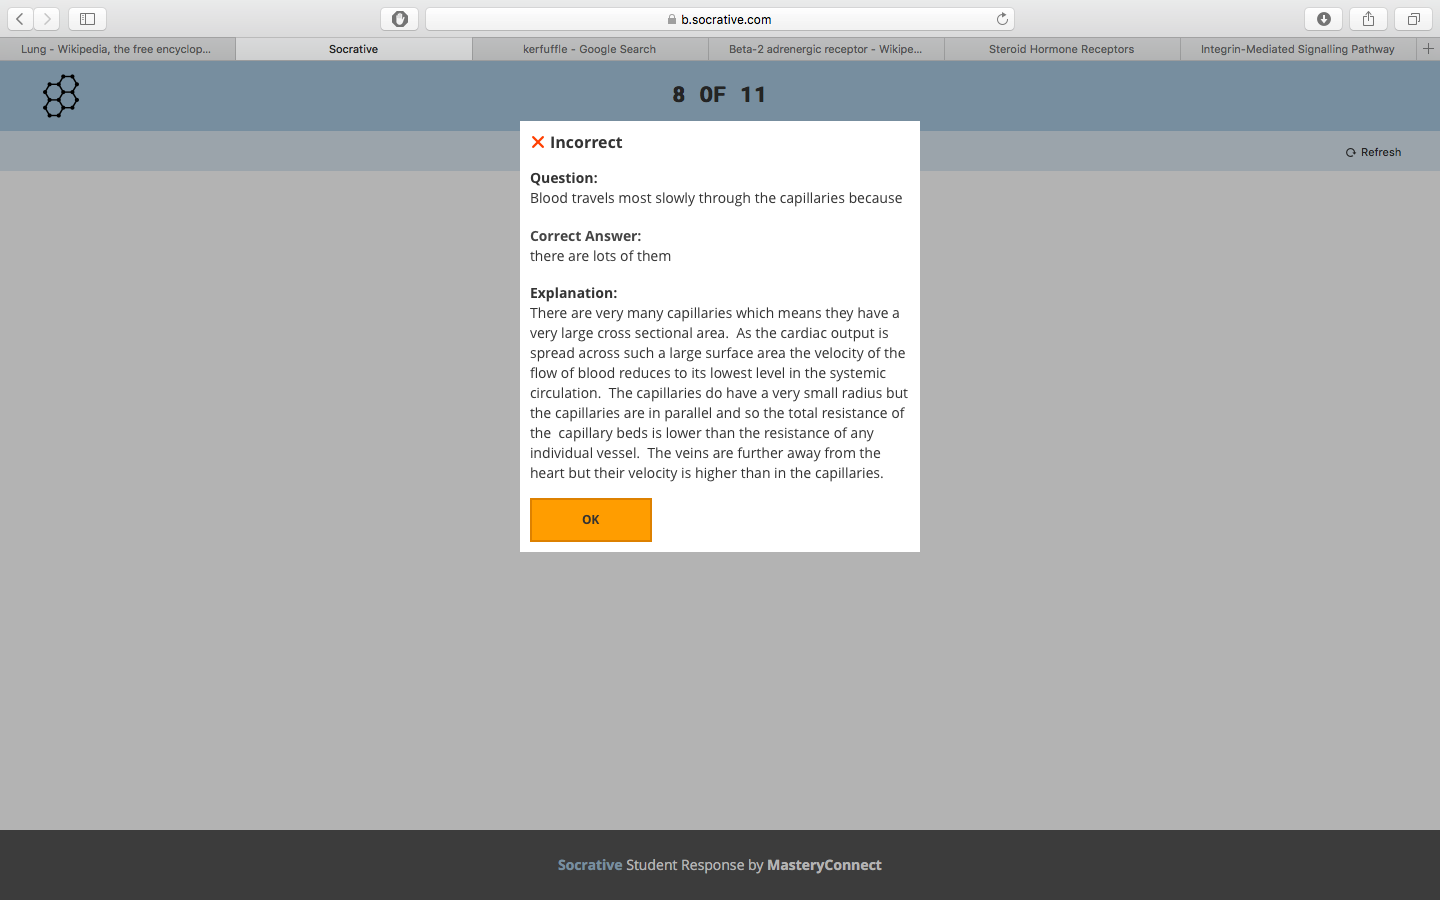 b.socrative.com
Lung - Wikipedia, the free encyclop...
Socrative
kerfuffle - Google Search
Beta-2 adrenergic receptor - Wikipe...
Steroid Hormone Receptors
Integrin-Mediated Signalling Pathway
8 OF 11
Refresh
Incorrect
Question:
Blood travels most slowly through the capillaries because
Correct Answer:
there are lots of them
Explanation:
There are very many capillaries which means they have a
very large cross sectional area.  As the cardiac output is
spread across such a large surface area the velocity of the
flow of blood reduces to its lowest level in the systemic
circulation.  The capillaries do have a very small radius but
the capillaries are in parallel and so the total resistance of
the  capillary beds is lower than the resistance of any
individual vessel.  The veins are further away from the
heart but their velocity is higher than in the capillaries.
OK
Socrative Student Response by MasteryConnect